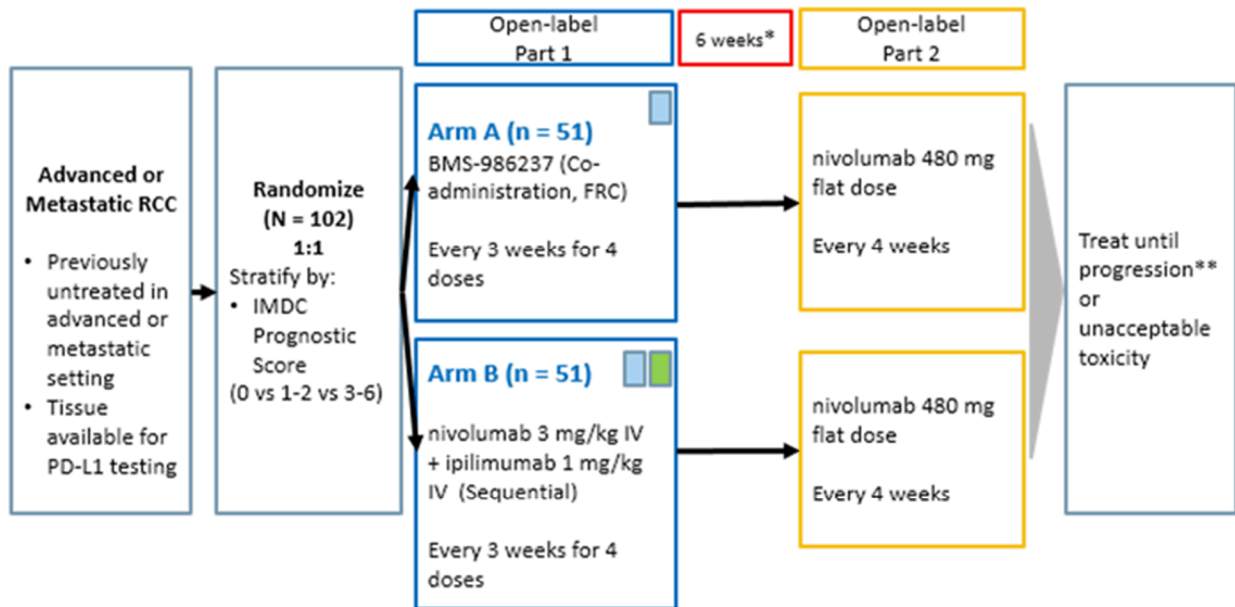 Open-label
Part 1
6 weeks*
Open-label
Part 2
Advanced or
Metastatic RCC
• Previously
untreated in
advanced or
metastatic
setting
• Tissue
available for
PD-L1 testing
Randomize
(N = 102)
1:1
Stratify by:
• IMDC
Prognostic
Score
(0 vs 1-2 vs 3-6)
Arm A (n = 51)
BMS-986237 (Co-
administration, FRC)
Every 3 weeks for 4
doses
Arm B (n = 51)
nivolumab 3 mg/kg IV
+ ipilimumab 1 mg/kg
IV (Sequential)
Every 3 weeks for 4
doses
nivolumab 480 mg
flat dose
Every 4 weeks
nivolumab 480 mg
flat dose
Every 4 weeks
Treat until
progression**
or
unacceptable
toxicity